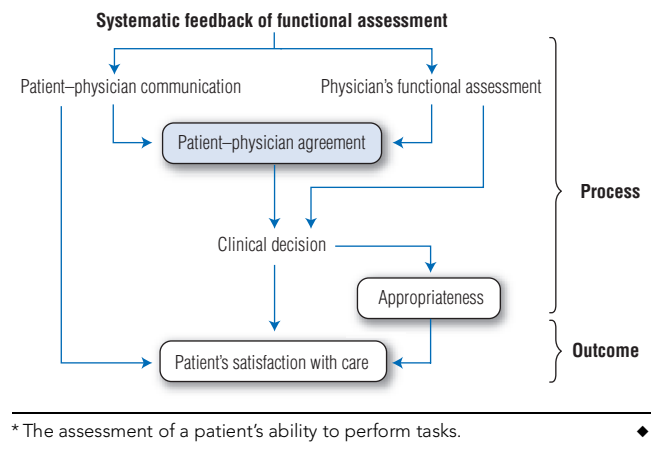 Systematic feedback of functional assessment
Patient–physician communication
Physician's functional assessment
Patient–physician agreement
Process
Clinical decision
Appropriateness
Outcome
Patient's satisfaction with care
* The assessment of a patient's ability to perform tasks.